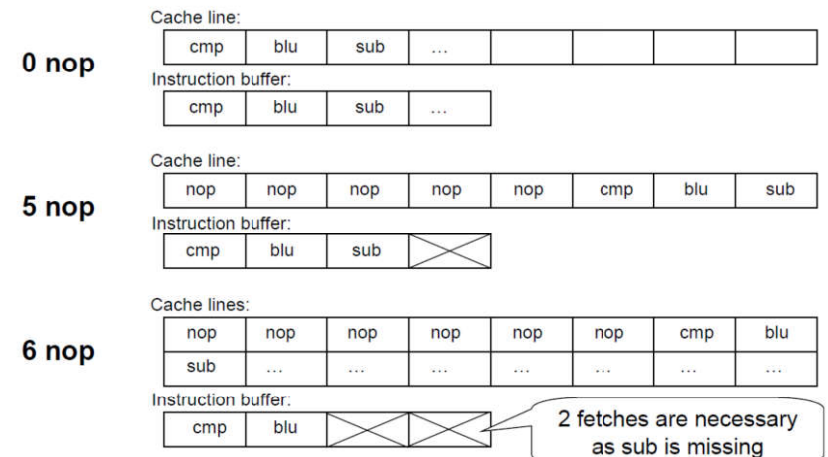 0 nop
Cache line:
cmp blu sub ...
Instruction buffer:
cmp blu sub ...
5 nop
Cache line:
nop nop nop nop nop cmp blu sub
Instruction buffer:
cmp blu sub
6 nop
Cache lines:
nop nop nop nop nop nop cmp blu
sub ... ... ... ... ... ... ...
Instruction buffer:
cmp blu
2 fetches are necessary
as sub is missing